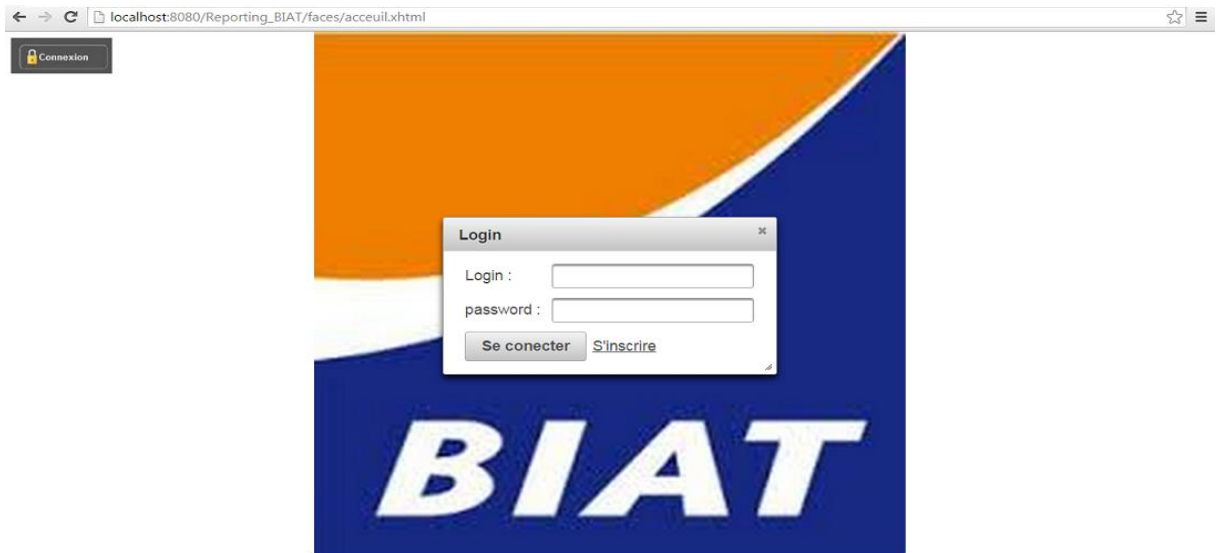 localhost:8080/Reporting_BIAT/faces/acceuil.xhtml
Connexion
Login
Login :
password :
Se conecter S'inscrire
BIAT